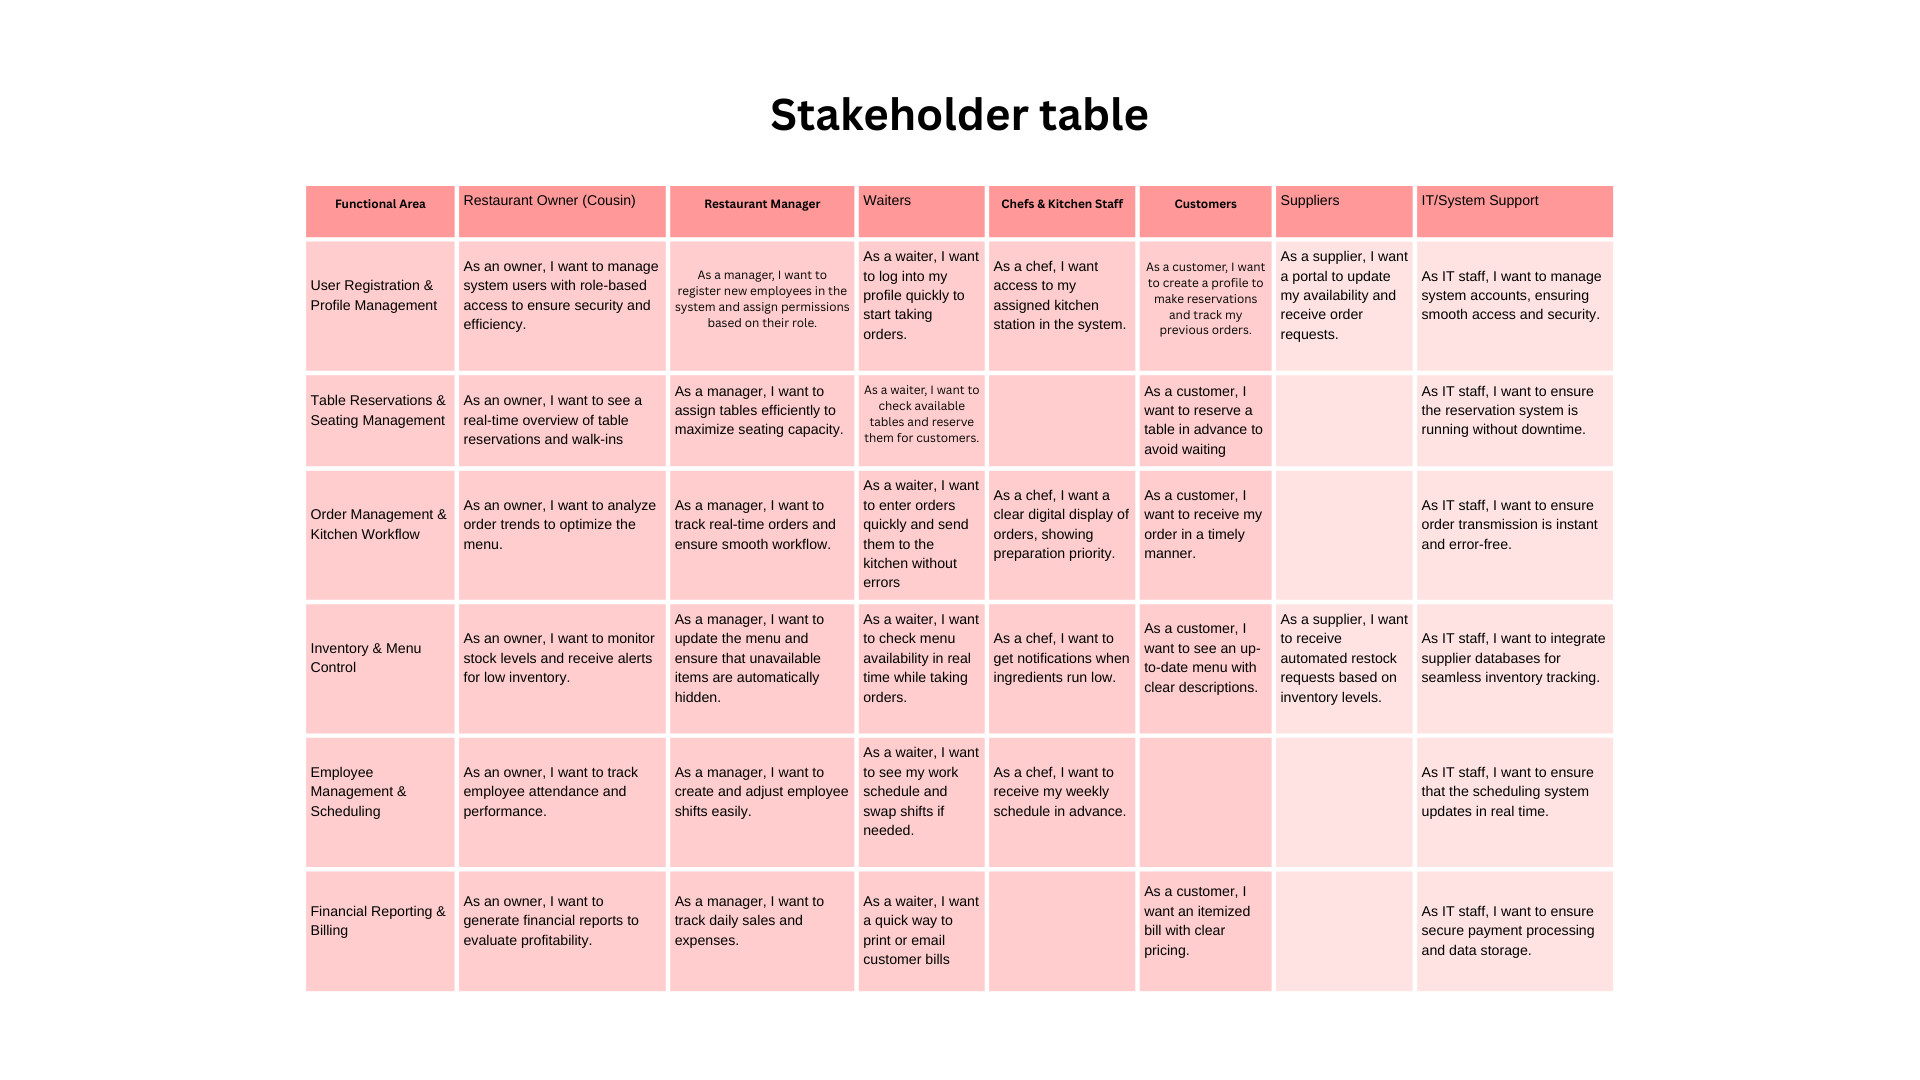 Stakeholder table
Functional Area
Restaurant Owner (Cousin)
Restaurant Manager
Waiters
Chefs & Kitchen Staff
Customers
Suppliers
IT/System Support
User Registration &
Profile Management
As an owner, I want to manage
system users with role-based
access to ensure security and
efficiency.
As a manager, I want to
register new employees in the
system and assign permissions
based on their role.
As a waiter, I want
to log into my
profile quickly to
start taking
orders.
As a chef, I want
access to my
assigned kitchen
station in the system.
As a customer, I want
to create a profile to
make reservations
and track my
previous orders.
As a supplier, I want
a portal to update
my availability and
receive order
requests.
As IT staff, I want to manage
system accounts, ensuring
smooth access and security.
Table Reservations &
Seating Management
As an owner, I want to see a
real-time overview of table
reservations and walk-ins
As a manager, I want to
assign tables efficiently to
maximize seating capacity.
As a waiter, I want to
check available
tables and reserve
them for customers.
As a customer, I
want to reserve a
table in advance to
avoid waiting
As IT staff, I want to ensure
the reservation system is
running without downtime.
Order Management &
Kitchen Workflow
As an owner, I want to analyze
order trends to optimize the
menu.
As a manager, I want to
track real-time orders and
ensure smooth workflow.
As a waiter, I want
to enter orders
quickly and send
them to the
kitchen without
errors
As a chef, I want a
clear digital display of
orders, showing
preparation priority.
As a customer, I
want to receive my
order in a timely
manner.
As IT staff, I want to ensure
order transmission is instant
and error-free.
Inventory & Menu
Control
As an owner, I want to monitor
stock levels and receive alerts
for low inventory.
As a manager, I want to
update the menu and
ensure that unavailable
items are automatically
hidden.
As a waiter, I want
to check menu
availability in real
time while taking
orders.
As a chef, I want to
get notifications when
ingredients run low.
As a customer, I
want to see an up-
to-date menu with
clear descriptions.
As a supplier, I want
to receive
automated restock
requests based on
inventory levels.
As IT staff, I want to integrate
supplier databases for
seamless inventory tracking.
Employee
Management &
Scheduling
As an owner, I want to track
employee attendance and
performance.
As a manager, I want to
create and adjust employee
shifts easily.
As a waiter, I want
to see my work
schedule and
swap shifts if
needed.
As a chef, I want to
receive my weekly
schedule in advance.
As IT staff, I want to ensure
that the scheduling system
updates in real time.
Financial Reporting &
Billing
As an owner, I want to
generate financial reports to
evaluate profitability.
As a manager, I want to
track daily sales and
expenses.
As a waiter, I want
a quick way to
print or email
customer bills
As a customer, I
want an itemized
bill with clear
pricing.
As IT staff, I want to ensure
secure payment processing
and data storage.